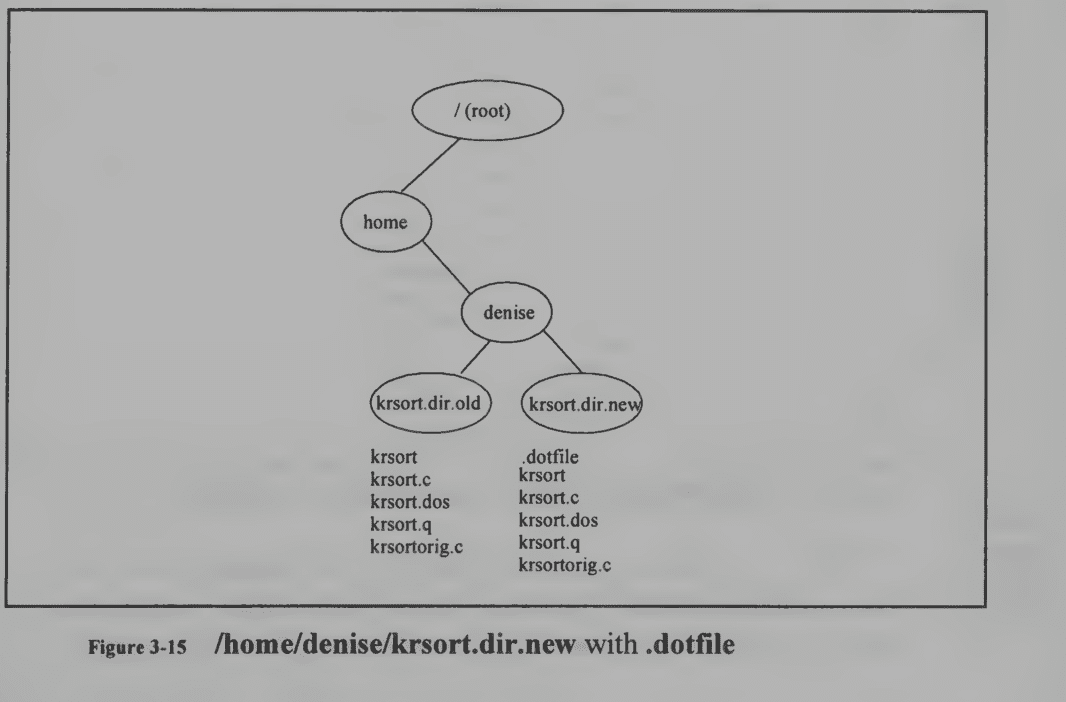 / (root)
home
denise
krsort.dir.old
krsort.dir.new
krsort
krsort.c
krsort.dos
krsort.q
krsortorig.c
.dotfile
krsort
krsort.c
krsort.dos
krsort.q
krsortorig.c
Figure 3-15 /home/denise/krsort.dir.new with .dotfile